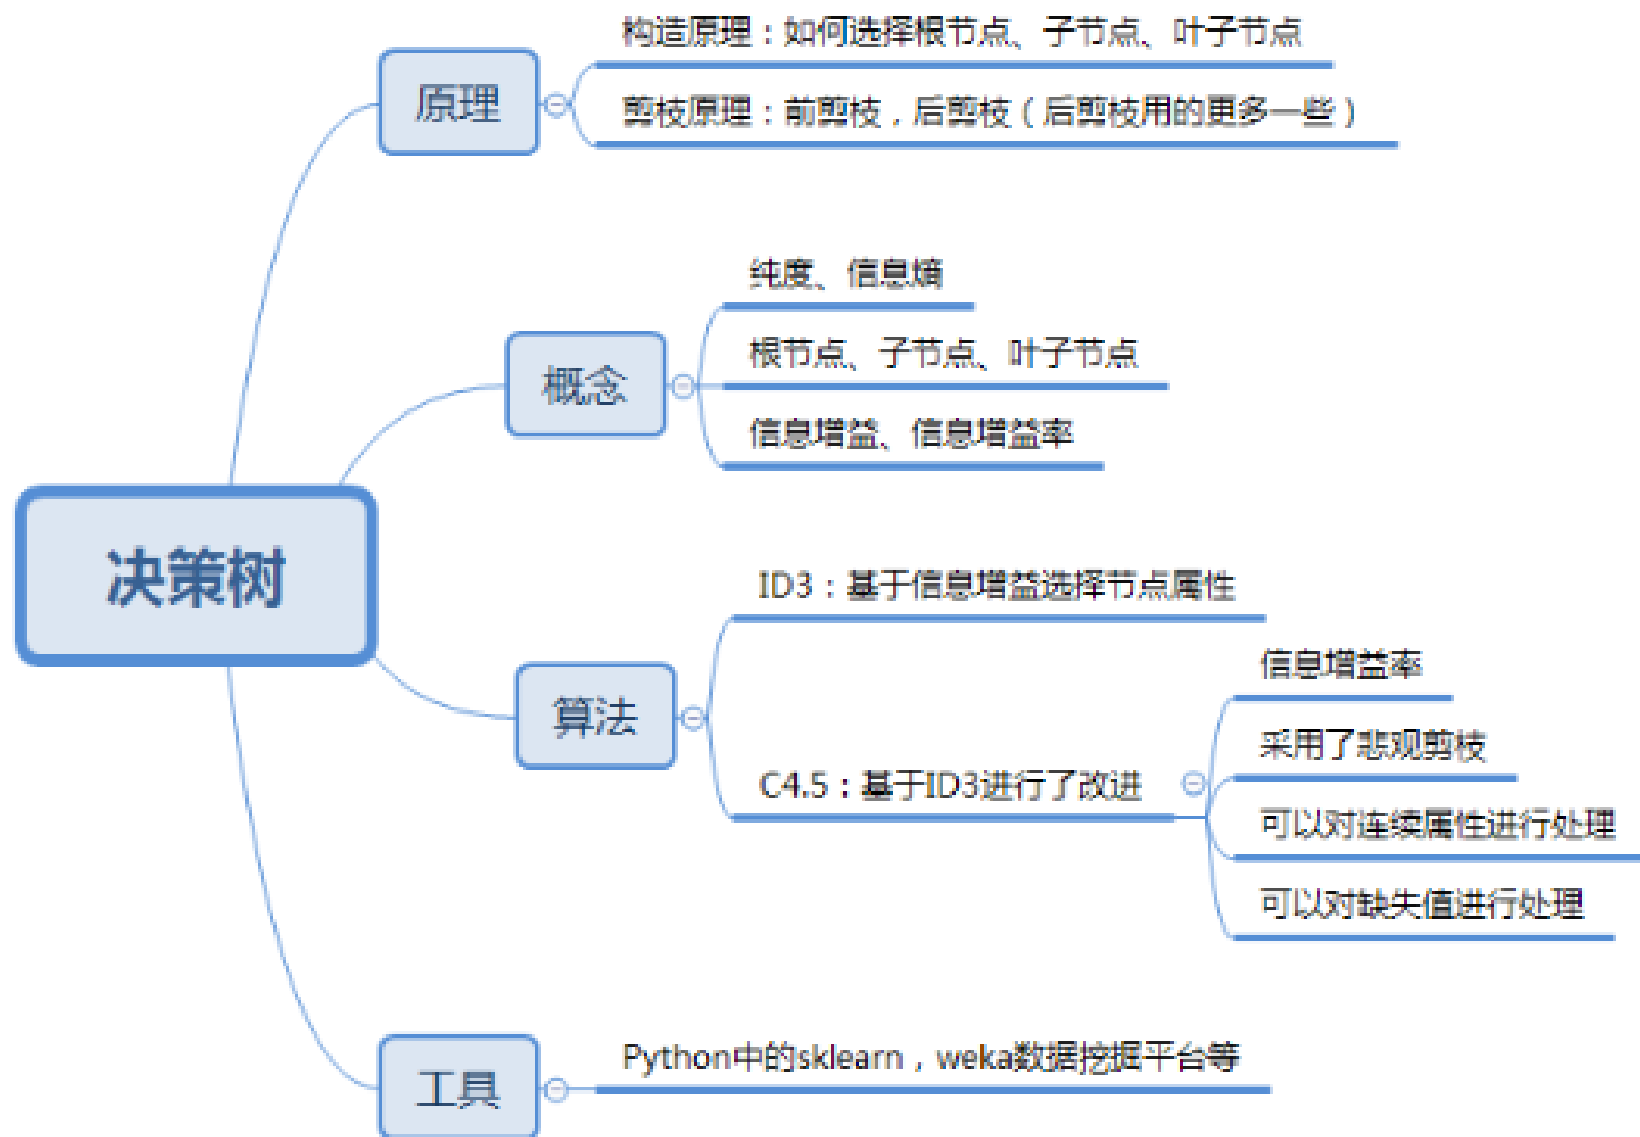 决策树
原理
构造原理：如何选择根节点、子节点、叶子节点
剪枝原理：前剪枝，后剪枝（后剪枝用的更多一些）
概念
纯度、信息熵
根节点、子节点、叶子节点
信息增益、信息增益率
算法
ID3：基于信息增益选择节点属性
C4.5：基于ID3进行了改进
信息增益率
采用了悲观剪枝
可以对连续属性进行处理
可以对缺失值进行处理
工具
Python中的sklearn，weka数据挖掘平台等